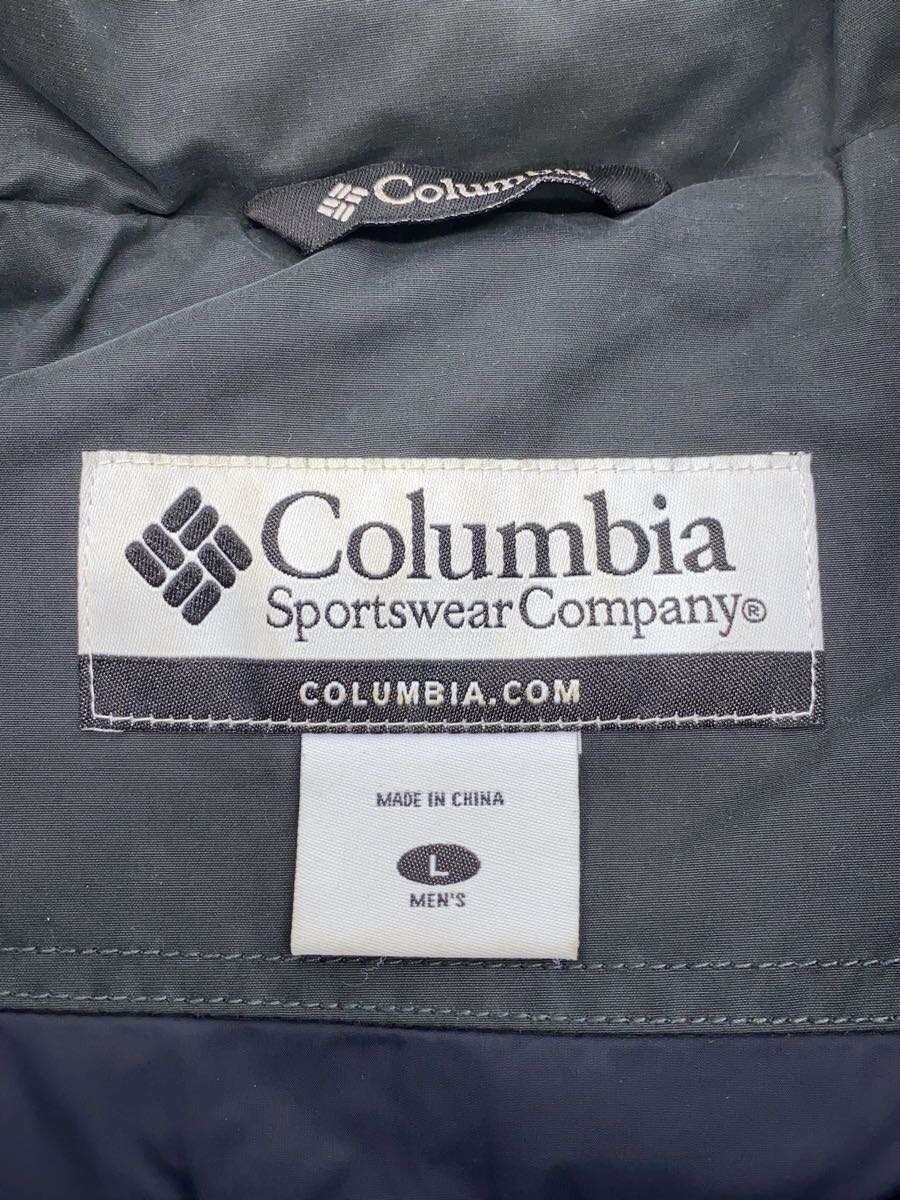 Columbia
Columbia
Sportswear Company®
COLUMBIA.COM
MADE IN CHINA
L
MEN'S